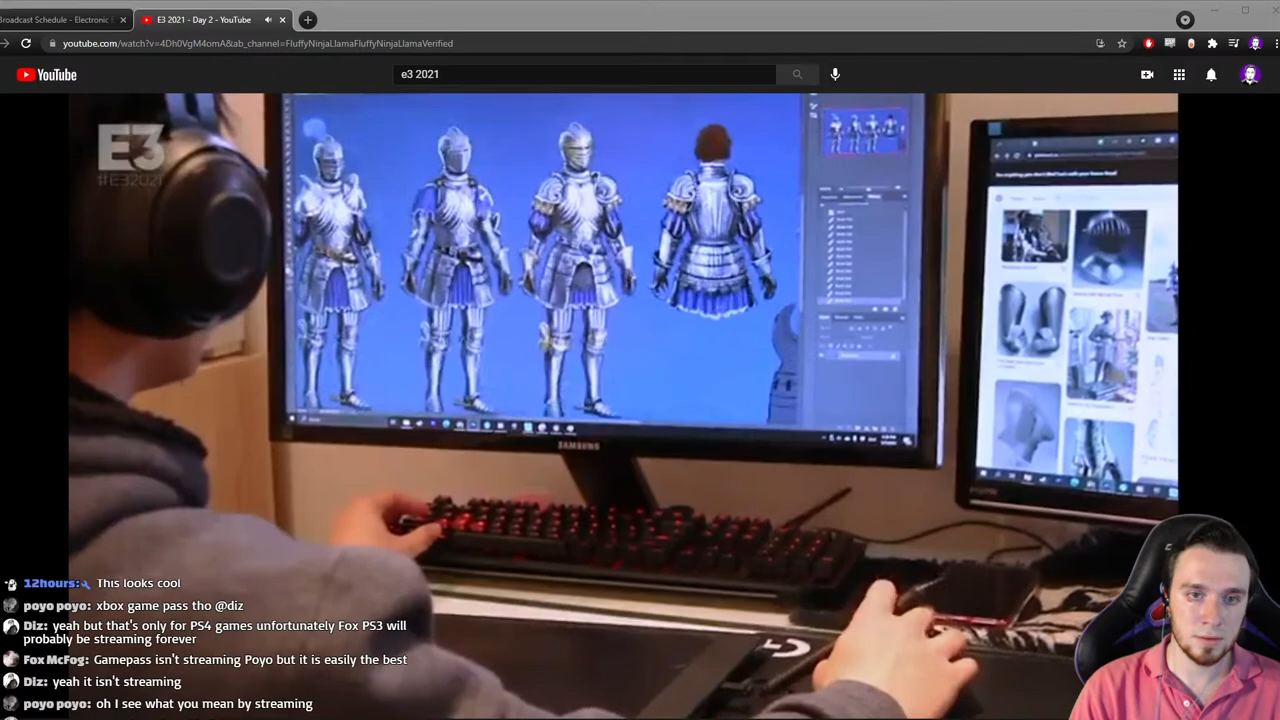 Broadcast Schedule - Electronic E
E3 2021 - Day 2 - YouTube
youtube.com/watch?v=4Dh0VgM4omA&ab_channel=FluffyNinjaLlamaFluffyNinjaLlamaVerified
YouTube
e3 2021
E3
#E32021
SAMSUNG
12hours: This looks cool
poyo poyo: xbox game pass tho @diz
Diz: yeah but that's only for PS4 games unfortunately Fox PS3 will
probably be streaming forever
Fox McFog: Gamepass isn't streaming Poyo but it is easily the best
Diz: yeah it isn't streaming
poyo poyo: oh I see what you mean by streaming